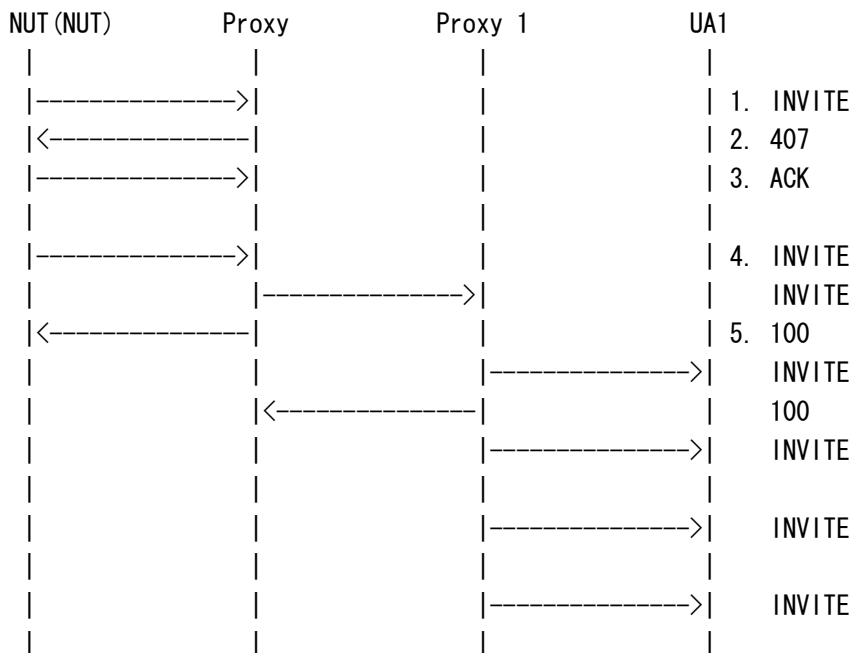 NUT(NUT) Proxy Proxy 1 UA1
| | | |
|--------------->| | | 1. INVITE
|<---------------| | | 2. 407
|--------------->| | | 3. ACK
| | | |
|--------------->| | | 4. INVITE
| |--------------->| | INVITE
|<---------------| | | 5. 100
| | |--------------->| INVITE
| |<---------------| | 100
| | |--------------->| INVITE
| | | |
| | |--------------->| INVITE
| | | |
| | |--------------->| INVITE
| | | |